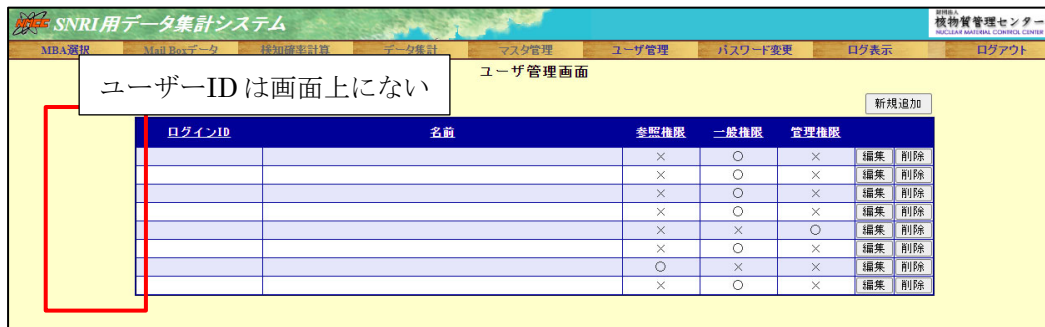 NMCC SNRI用データ集計システム
財団法人
核物質管理センター
NUCLEAR MATERIAL CONTROL CENTER
MBA選択 Mail Boxデータ 検知確率計算 データ集計 マスタ管理 ユーザ管理 パスワード変更 ログ表示 ログアウト
ユーザ管理画面
ユーザーIDは画面上にない
新規追加
ログインID 名前 参照権限 一般権限 管理権限
× ○ × 編集 削除
× ○ × 編集 削除
× ○ × 編集 削除
× ○ × 編集 削除
× × ○ 編集 削除
× ○ × 編集 削除
○ × × 編集 削除
× ○ × 編集 削除